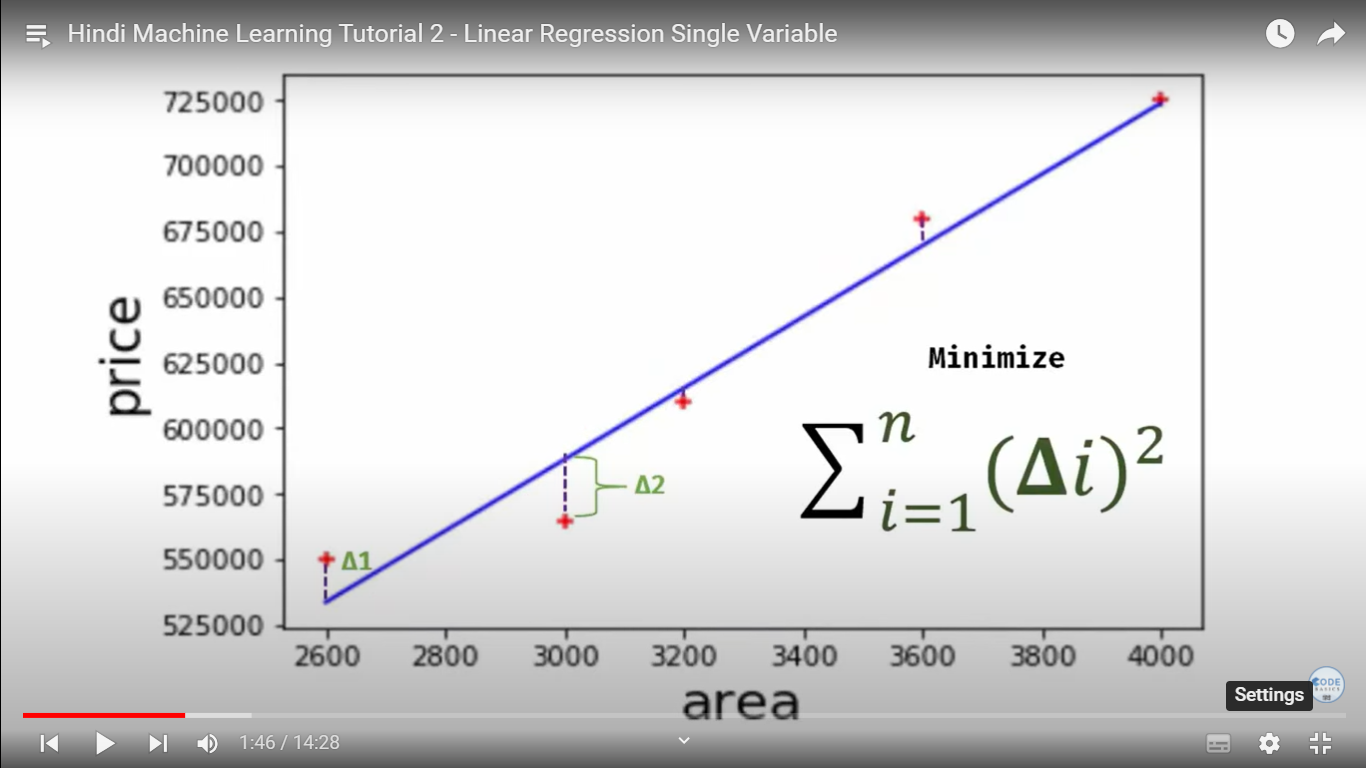 Hindi Machine Learning Tutorial 2 - Linear Regression Single Variable
725000
700000
675000
650000
625000
600000
575000
550000
525000
price
Minimize
∑ⁿᵢ₌₁(Δi)²
Δ2
Δ1
2600 2800 3000 3200 3400 3600 3800 4000
area
CODE
BASICS
Settings
1:46 / 14:28